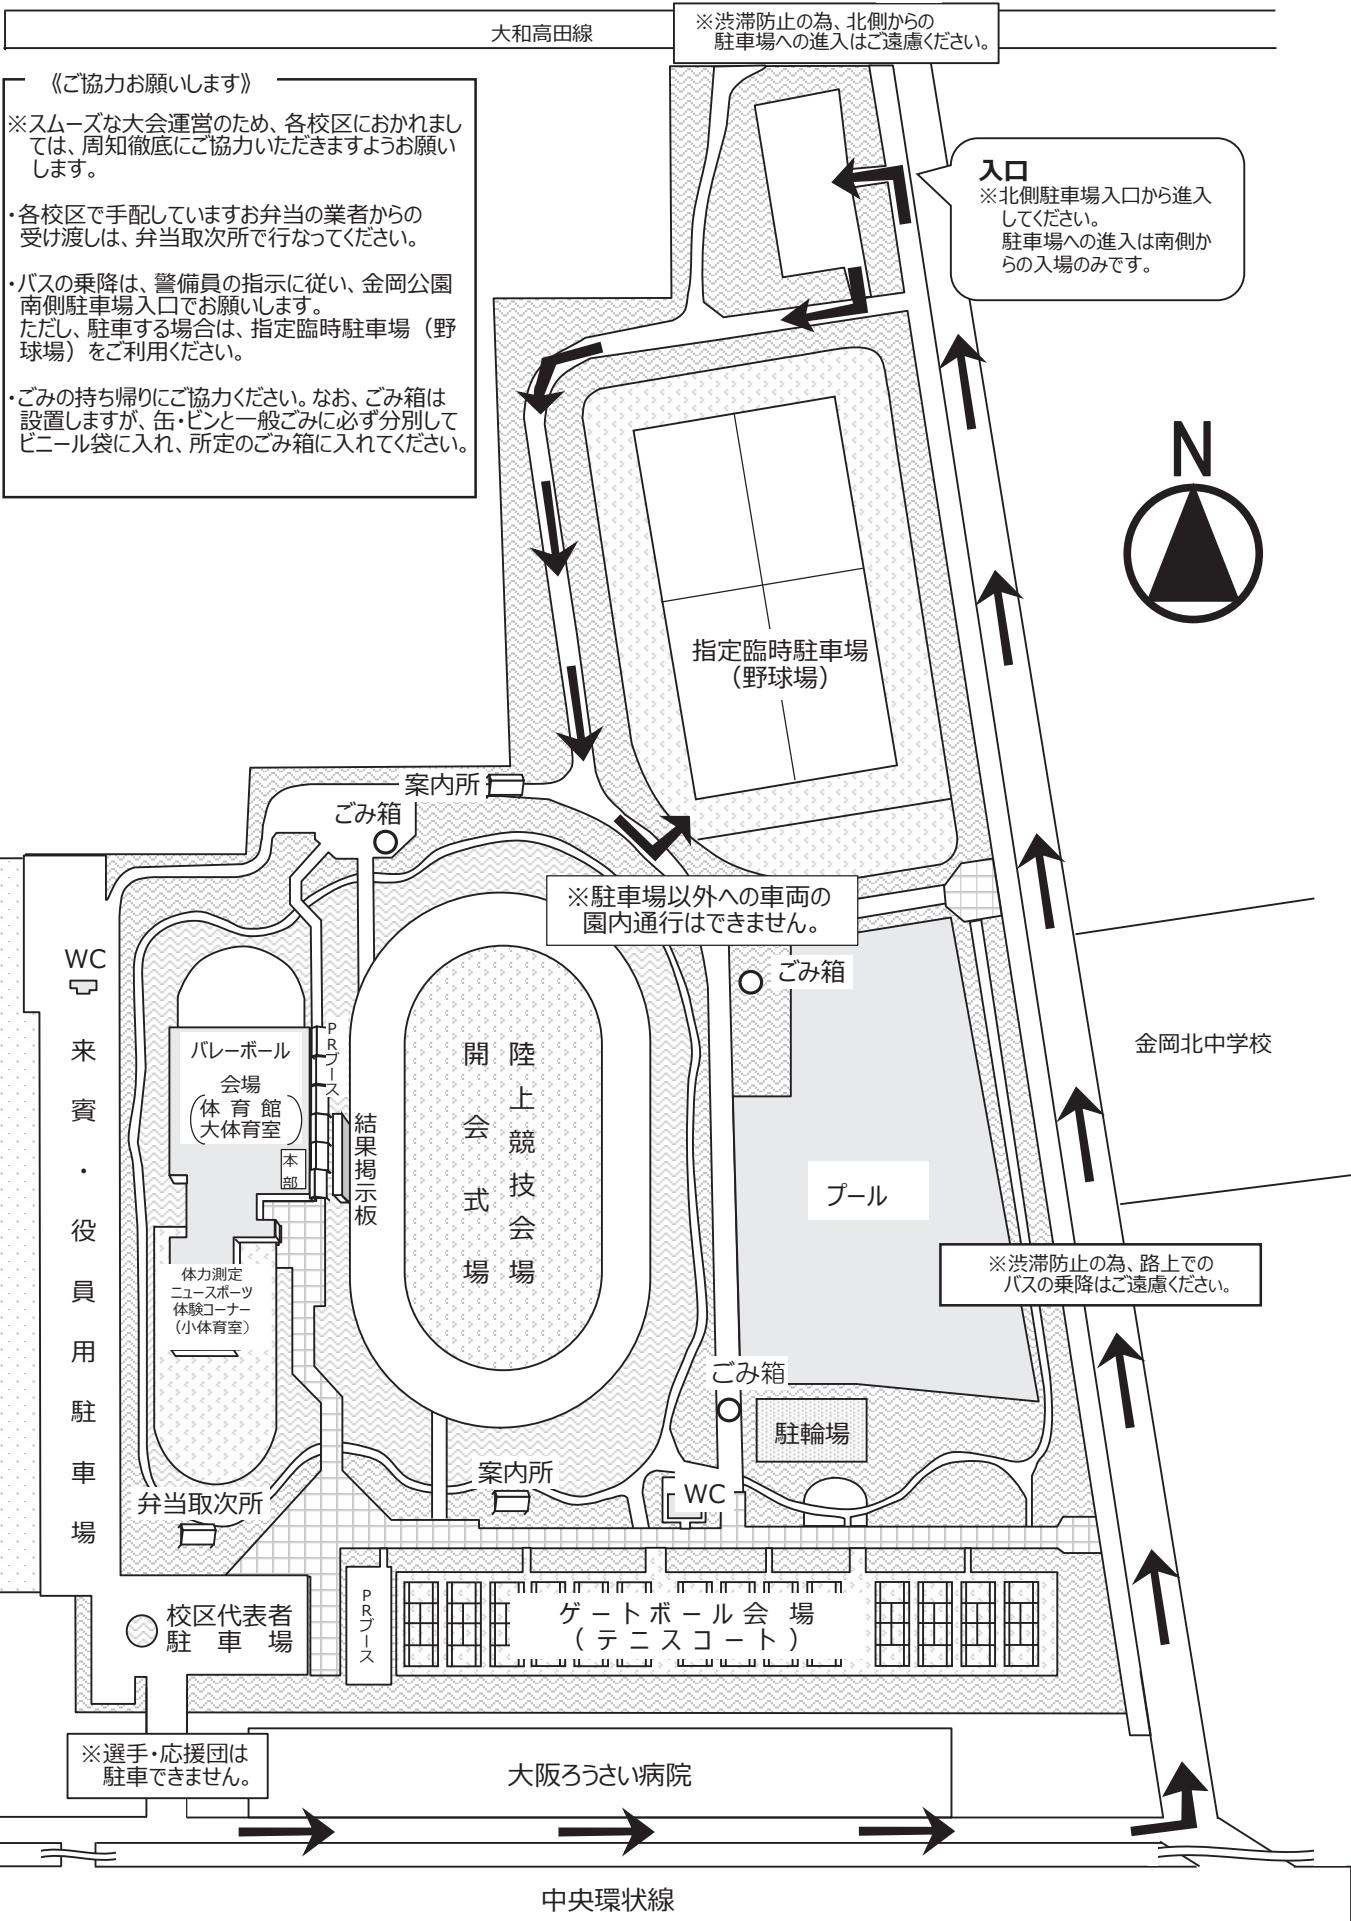 大和高田線
※渋滞防止の為、北側からの
駐車場への進入はご遠慮ください。
《ご協力お願いします》
※スムーズな大会運営のため、各校区におかれまし
ては、周知徹底にご協力いただきますようお願い
します。
・各校区で手配していますお弁当の業者からの
受け渡しは、弁当取次所で行なってください。
・バスの乗降は、警備員の指示に従い、金岡公園
南側駐車場入口でお願いします。
ただし、駐車する場合は、指定臨時駐車場（野
球場）をご利用ください。
・ごみの持ち帰りにご協力ください。なお、ごみ箱は
設置しますが、缶・ビンと一般ごみに必ず分別して
ビニール袋に入れ、所定のごみ箱に入れてください。
入口
※北側駐車場入口から進入
してください。
駐車場への進入は南側か
らの入場のみです。
N
指定臨時駐車場
（野球場）
案内所
ごみ箱
※駐車場以外への車両の
園内通行はできません。
WC
ごみ箱
来賓・役員用駐車場
バレーボール
会場
（体育館
大体育室）
PRブース
本部
結果掲示板
陸上競技会場
開会式場
金岡北中学校
プール
※渋滞防止の為、路上での
バスの乗降はご遠慮ください。
体力測定
ニュースポーツ
体験コーナー
（小体育室）
ごみ箱
駐輪場
案内所
WC
弁当取次所
校区代表者
駐車場
PRブース
ゲートボール会場
（テニスコート）
※選手・応援団は
駐車できません。
大阪ろうさい病院
中央環状線